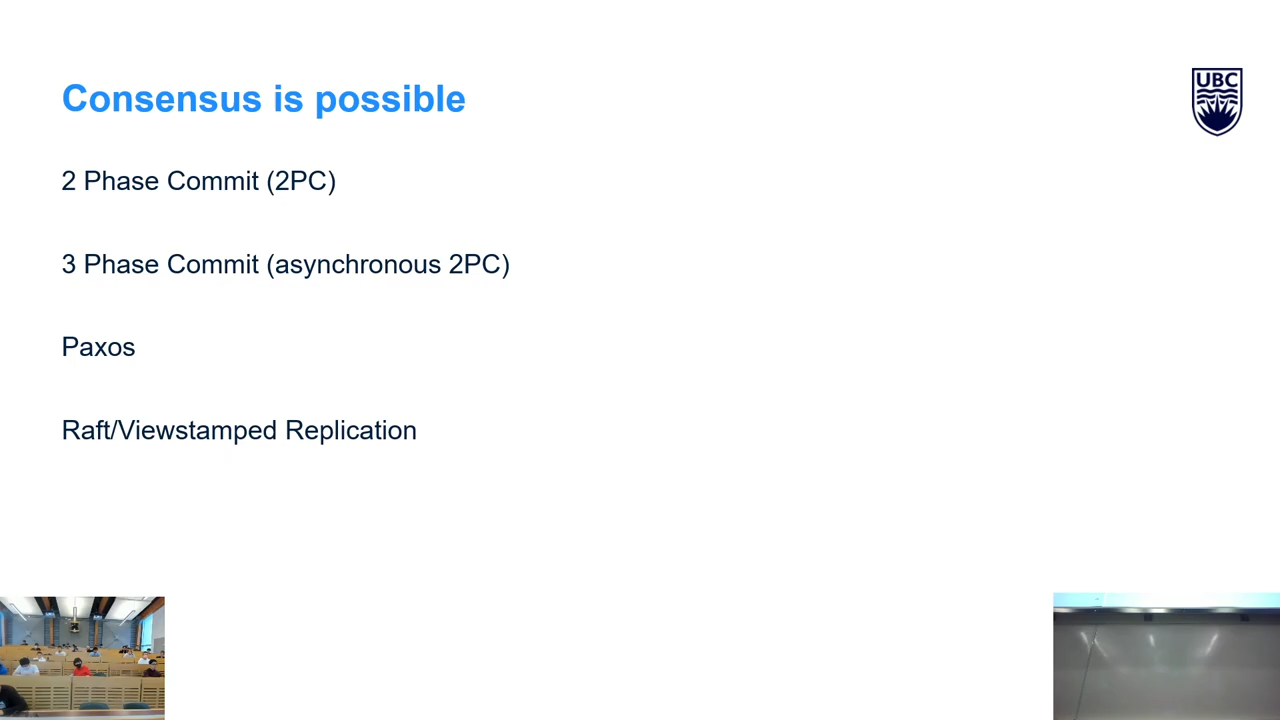 Consensus is possible
UBC
2 Phase Commit (2PC)
3 Phase Commit (asynchronous 2PC)
Paxos
Raft/Viewstamped Replication